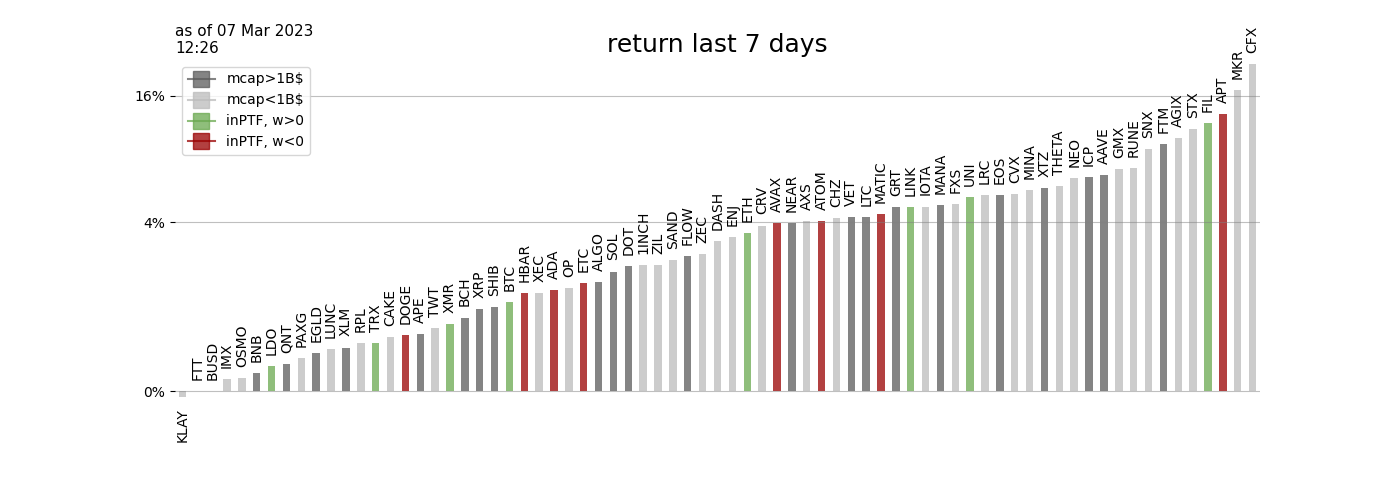 as of 07 Mar 2023
12:26
return last 7 days
mcap>1B$
mcap<1B$
inPTF, w>0
inPTF, w<0
16%
4%
0%
KLAY
FTT
BUSD
IMX
OSMO
BNB
LDO
QNT
PAXG
EGLD
LUNC
XLM
RPL
TRX
CAKE
DOGE
APE
TWT
XMR
BCH
XRP
SHIB
BTC
HBAR
XEC
ADA
OP
ETC
ALGO
SOL
DOT
1INCH
ZIL
SAND
FLOW
ZEC
DASH
ENJ
ETH
CRV
AVAX
NEAR
AXS
ATOM
CHZ
VET
LTC
MATIC
GRT
LINK
IOTA
MANA
FXS
UNI
LRC
EOS
CVX
MINA
XTZ
THETA
NEO
ICP
AAVE
GMX
RUNE
SNX
FTM
AGIX
STX
FIL
APT
MKR
CFX